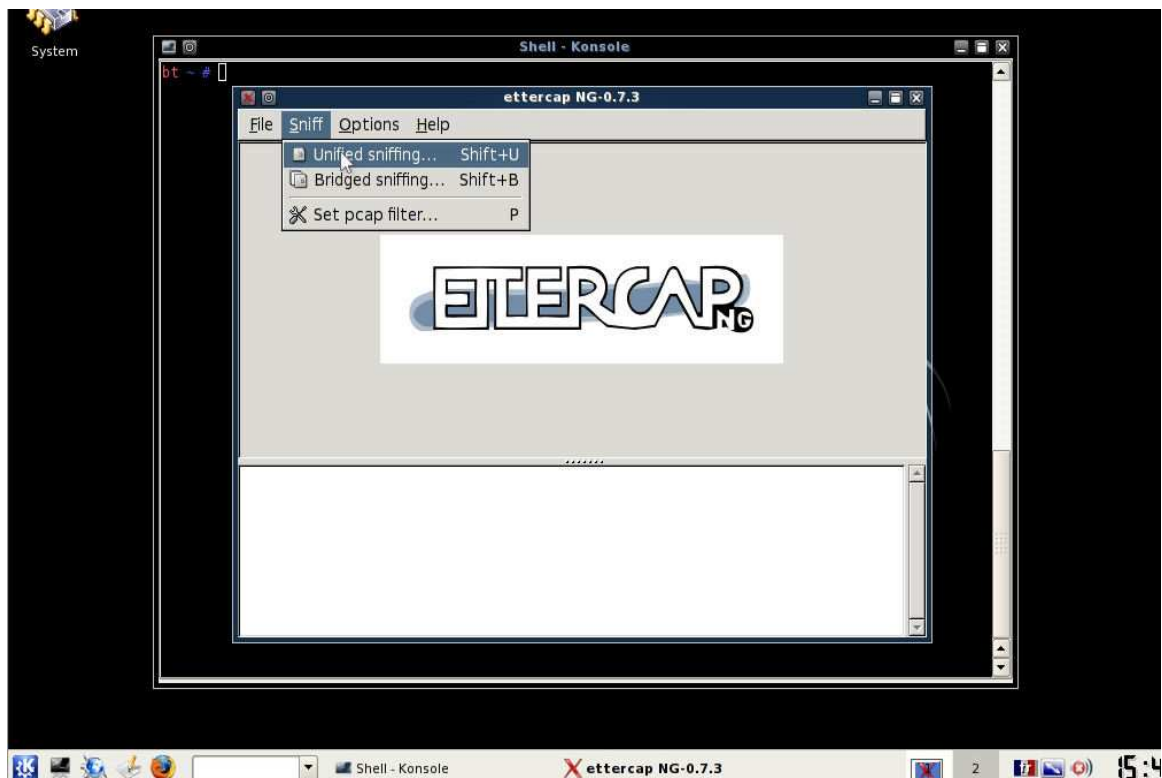 System
Shell - Konsole
bt ~ #
ettercap NG-0.7.3
File Sniff Options Help
Unified sniffing... Shift+U
Bridged sniffing... Shift+B
Set pcap filter... P
ETTERCAP NG
Shell - Konsole
ettercap NG-0.7.3
2